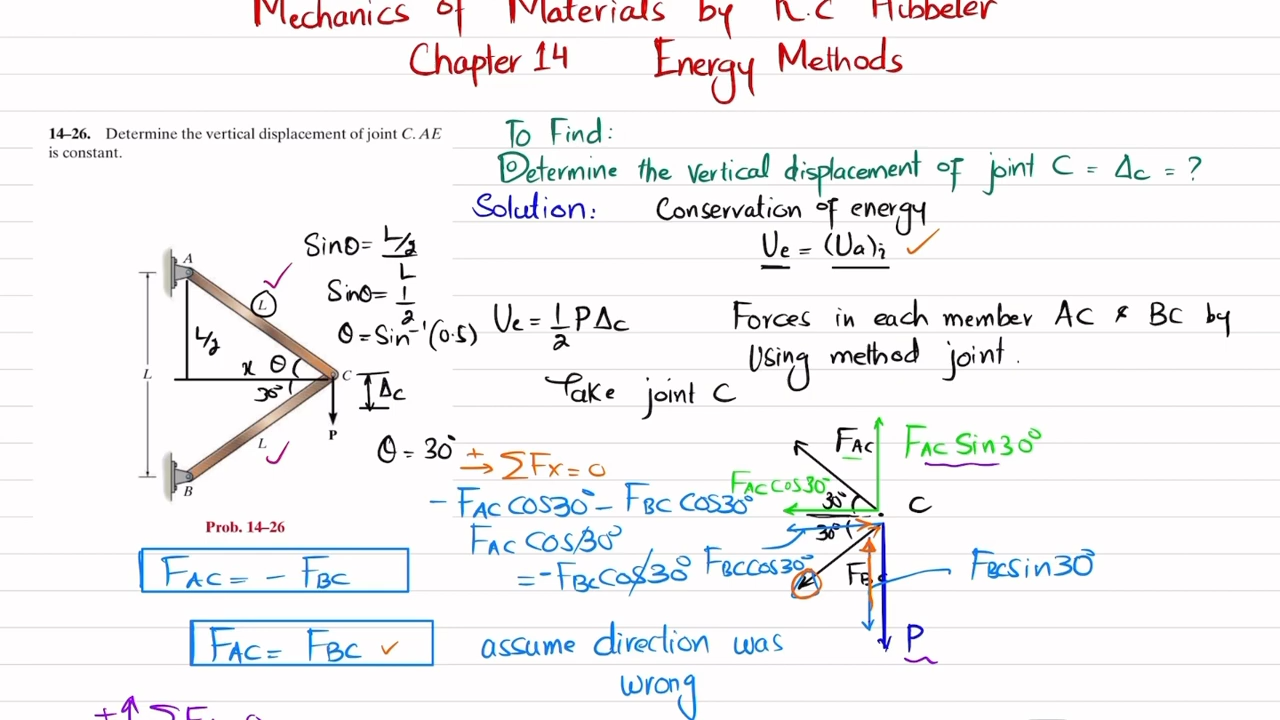 Mechanics of Materials by R.C Hibbeler
Chapter 14 Energy Methods
14–26. Determine the vertical displacement of joint C. AE
is constant.
To Find:
Determine the vertical displacement of joint C = Δc = ?
Solution: Conservation of energy
Ue = (Ua)i ✓
Sinθ = L/2 / L
Sinθ = 1/2
θ = Sin⁻¹(0.5)
θ = 30°
A
L
L/2
L
x θ
30°
C
Δc
P
L
B
Prob. 14–26
Ue = 1/2 PΔc
Forces in each member AC & BC by
Using method joint.
Take joint C
+→ ΣFx = 0
- FAC COS30° - FBC COS30°
FAC COS30°
= -FBC COS30°
FAC = - FBC
FAC = FBC ✓
assume direction was
wrong
FAC
FAC Sin30°
FAC COS30°
30°
C
30°
FBC COS30°
FBC
FBC sin30°
P